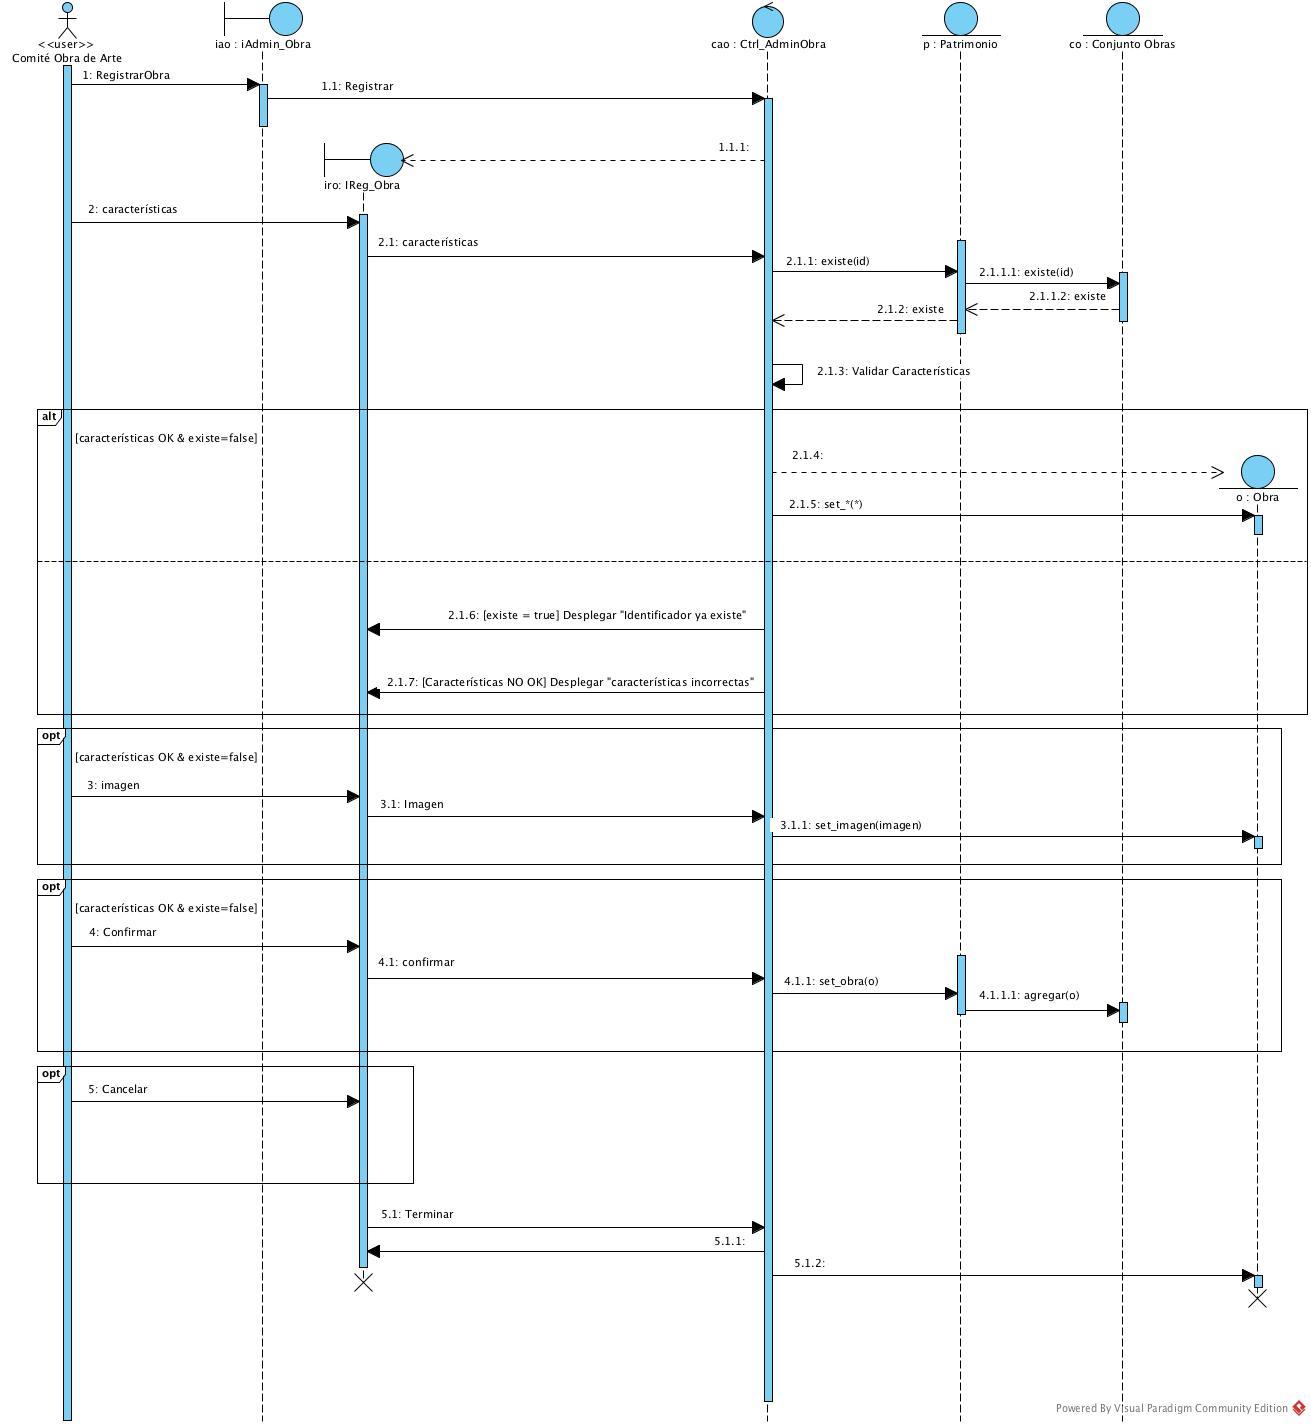 <<user>>
Comité Obra de Arte
iao : iAdmin_Obra
cao : Ctrl_AdminObra
p : Patrimonio
co : Conjunto Obras
1: RegistrarObra
1.1: Registrar
1.1.1:
iro: IReg_Obra
2: características
2.1: características
2.1.1: existe(id)
2.1.1.1: existe(id)
2.1.1.2: existe
2.1.2: existe
2.1.3: Validar Características
alt
[características OK & existe=false]
2.1.4:
o : Obra
2.1.5: set_*(*)
2.1.6: [existe = true] Desplegar "Identificador ya existe"
2.1.7: [Características NO OK] Desplegar "características incorrectas"
opt
[características OK & existe=false]
3: imagen
3.1: Imagen
3.1.1: set_imagen(imagen)
opt
[características OK & existe=false]
4: Confirmar
4.1: confirmar
4.1.1: set_obra(o)
4.1.1.1: agregar(o)
opt
5: Cancelar
5.1: Terminar
5.1.1:
5.1.2:
Powered By Visual Paradigm Community Edition